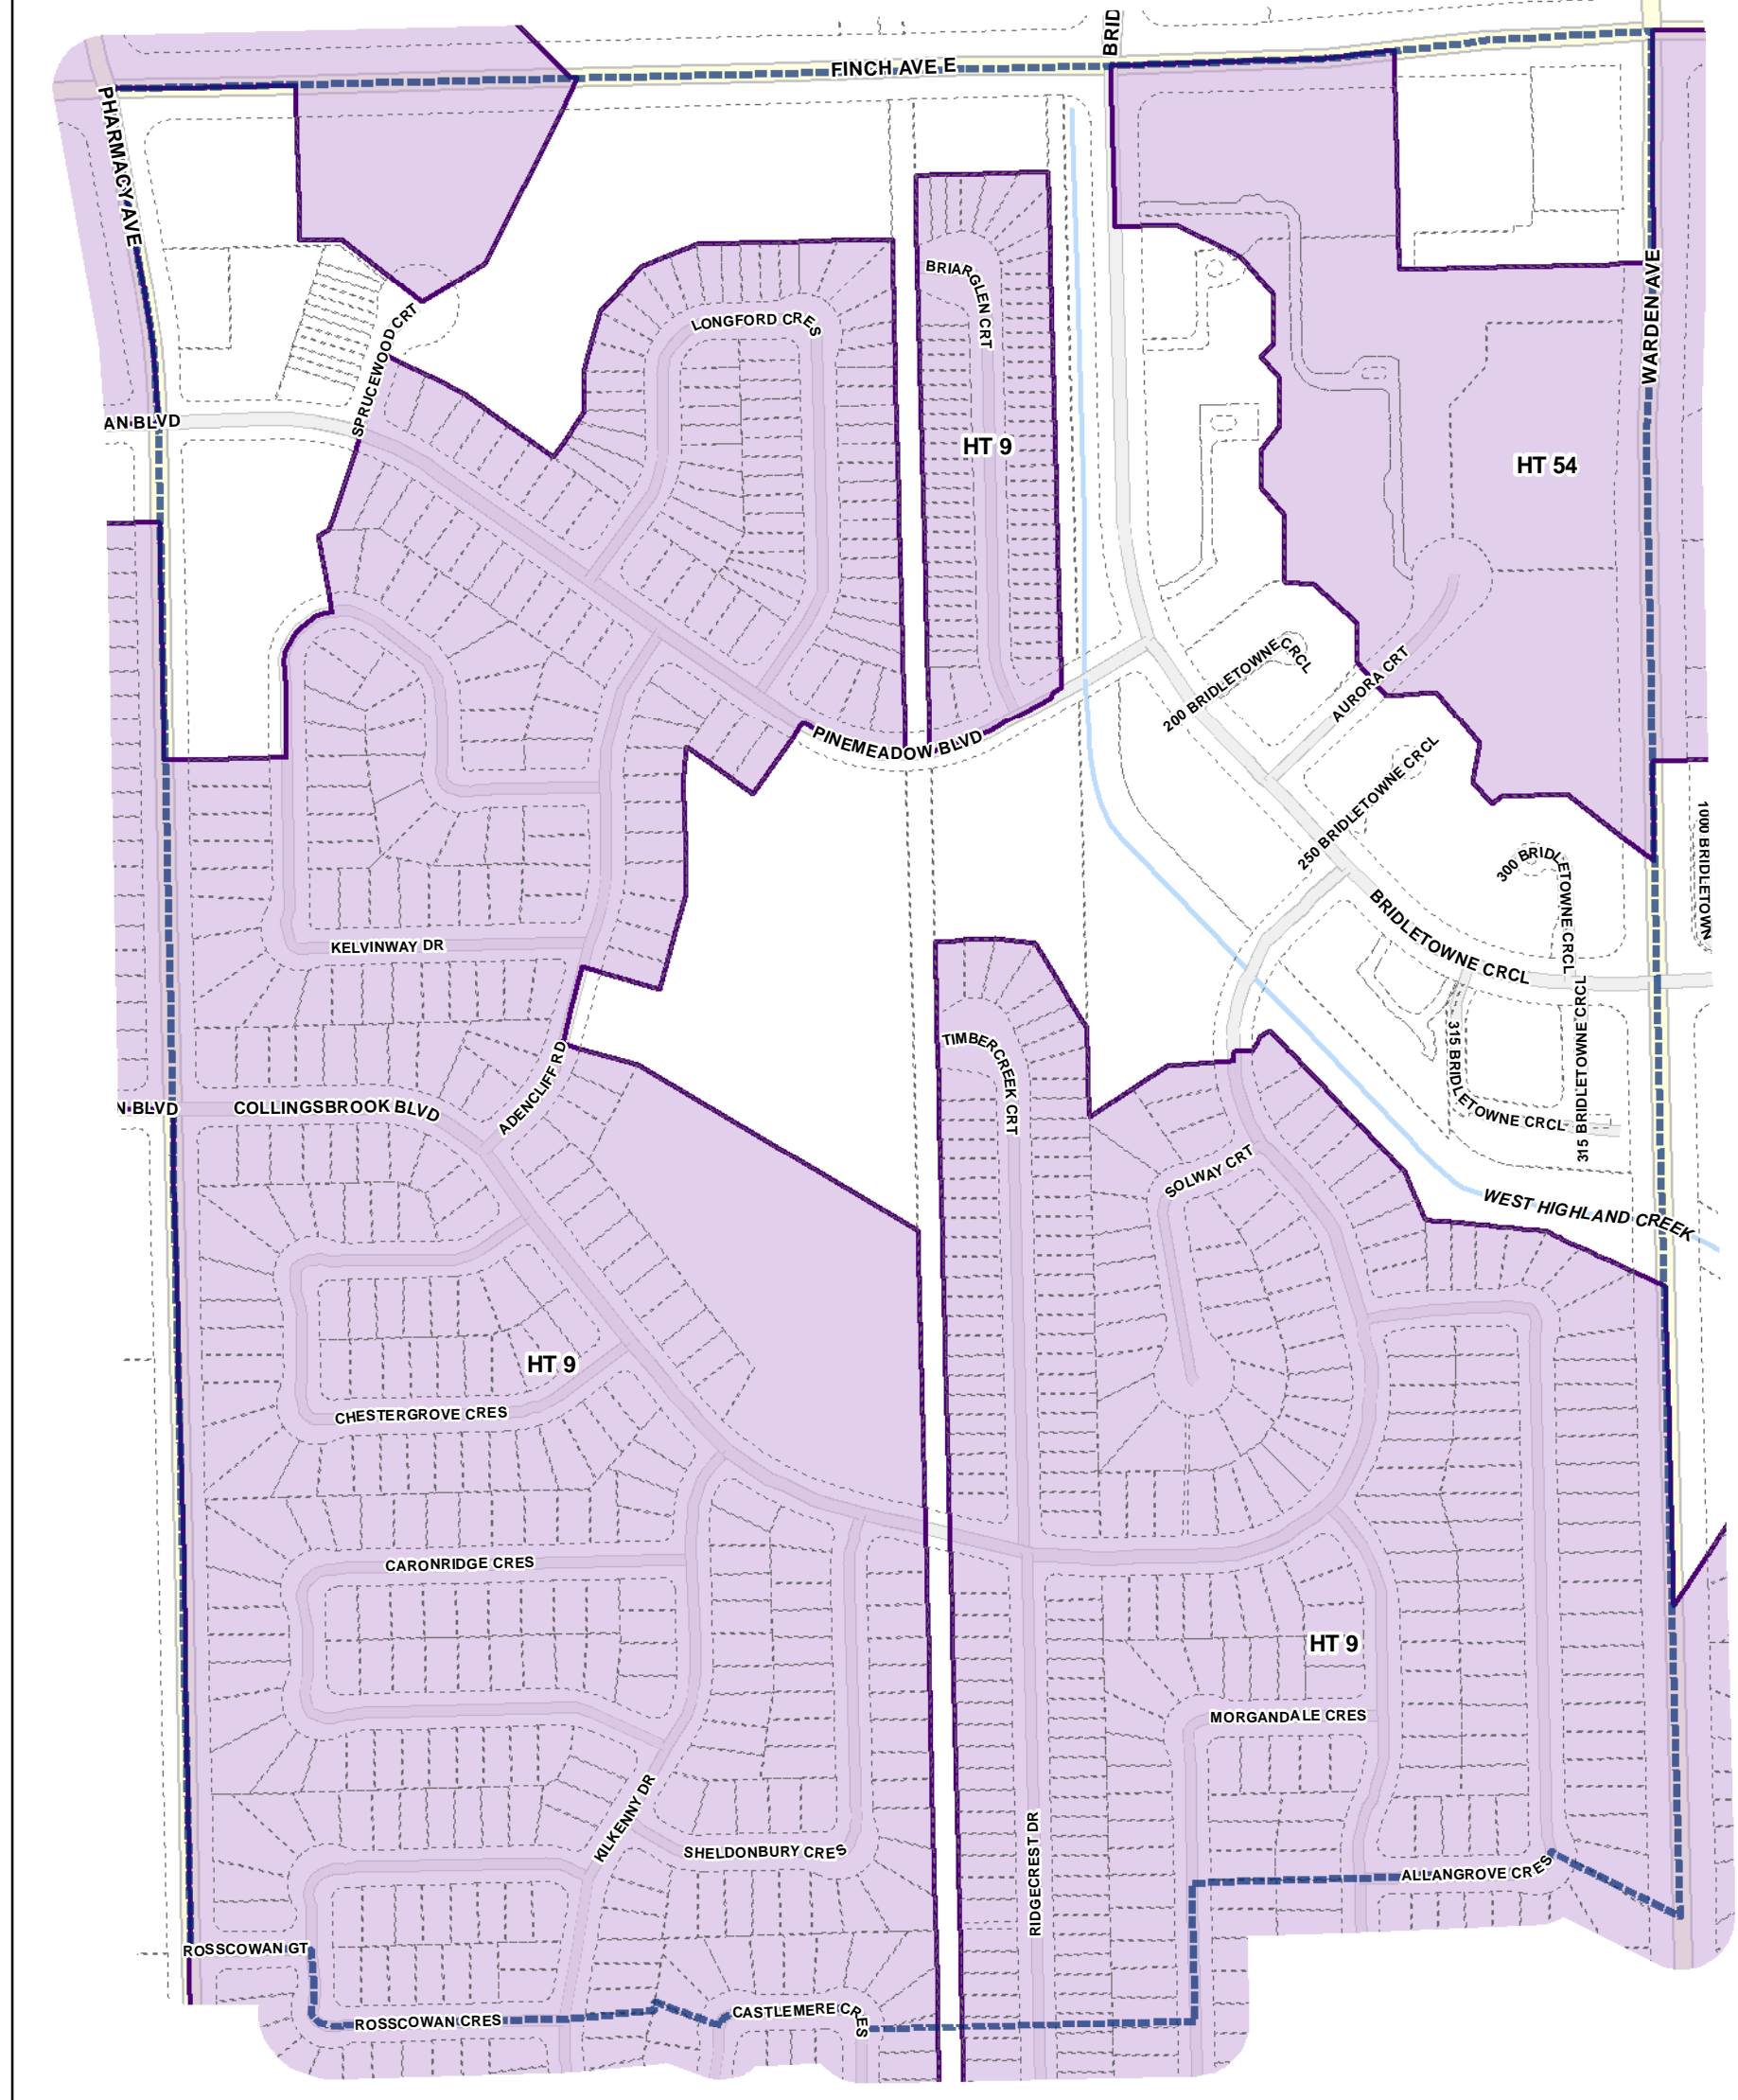 BRID
FINCH AVE E
PHARMACY AVE
BRIARGLEN CRT
LONGFORD CRES
WARDEN AVE
SPRUCEWOOD CRT
AN BLVD
HT 9
HT 54
200 BRIDLETOWNE CRCL
AURORA CRT
PINEMEADOW BLVD
250 BRIDLETOWNE CRCL
1000 BRIDLETOWN
300 BRIDLETOWNE CRCL
BRIDLETOWNE CRCL
KELVINWAY DR
TIMBERCREEK CRT
ADENCLIFF RD
315 BRIDLETOWNE CRCL
315 BRIDLETOWNE CRCL
N BLVD
COLLINGSBROOK BLVD
SOLWAY CRT
WEST HIGHLAND CREEK
HT 9
CHESTERGROVE CRES
CARONRIDGE CRES
HT 9
MORGANDALE CRES
KILKENNY DR
SHELDONBURY CRES
RIDGECREST DR
ALLANGROVE CRES
ROSSCOWAN GT
ROSSCOWAN CRES
CASTLEMERE CRES